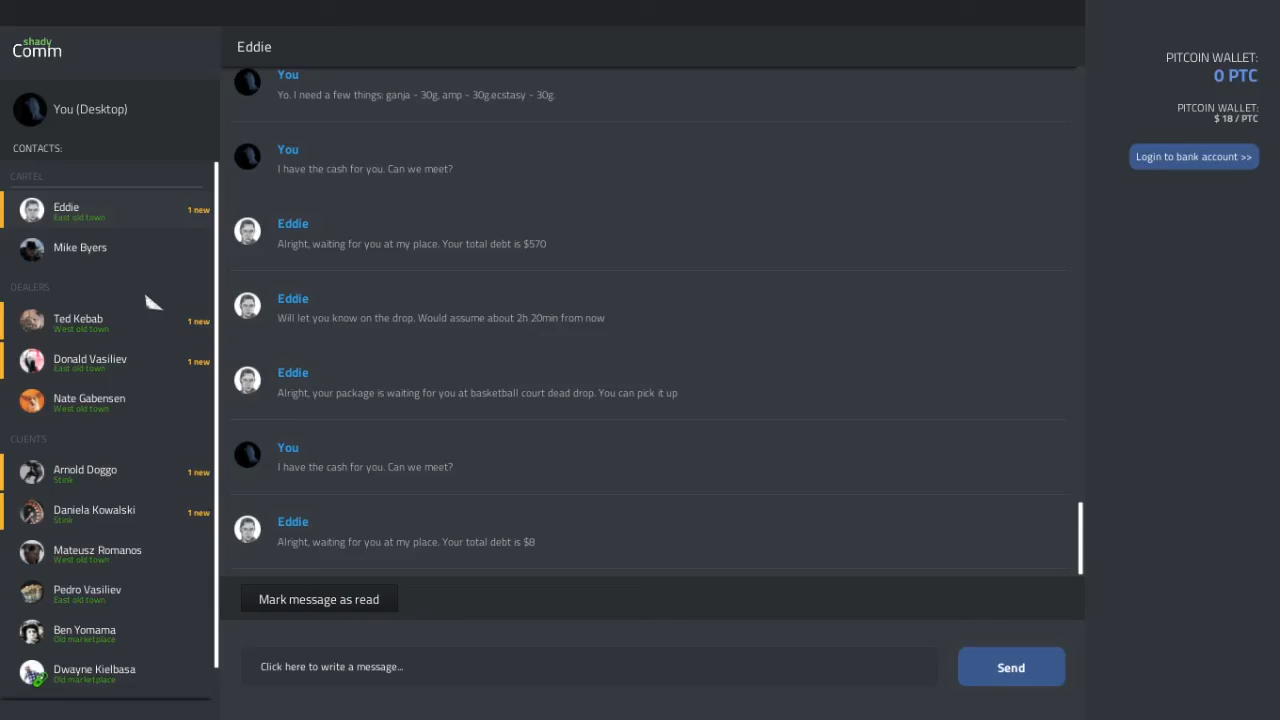 shady
Comm
You (Desktop)
CONTACTS:
CARTEL
Eddie
East old town
1 new
Mike Byers
DEALERS
Ted Kebab
West old town
1 new
Donald Vasiliev
East old town
1 new
Nate Gabensen
West old town
CLIENTS
Arnold Doggo
Stink
1 new
Daniela Kowalski
Stink
1 new
Mateusz Romanos
West old town
Pedro Vasiliev
East old town
Ben Yomama
Old marketplace
Dwayne Kielbasa
Old marketplace
Eddie
You
Yo. I need a few things: ganja - 30g, amp - 30g,ecstasy - 30g.
You
I have the cash for you. Can we meet?
Eddie
Alright, waiting for you at my place. Your total debt is $570
Eddie
Will let you know on the drop. Would assume about 2h 20min from now
Eddie
Alright, your package is waiting for you at basketball court dead drop. You can pick it up
You
I have the cash for you. Can we meet?
Eddie
Alright, waiting for you at my place. Your total debt is $8
Mark message as read
Click here to write a message...
Send
PITCOIN WALLET:
0 PTC
PITCOIN WALLET:
$ 18 / PTC
Login to bank account >>